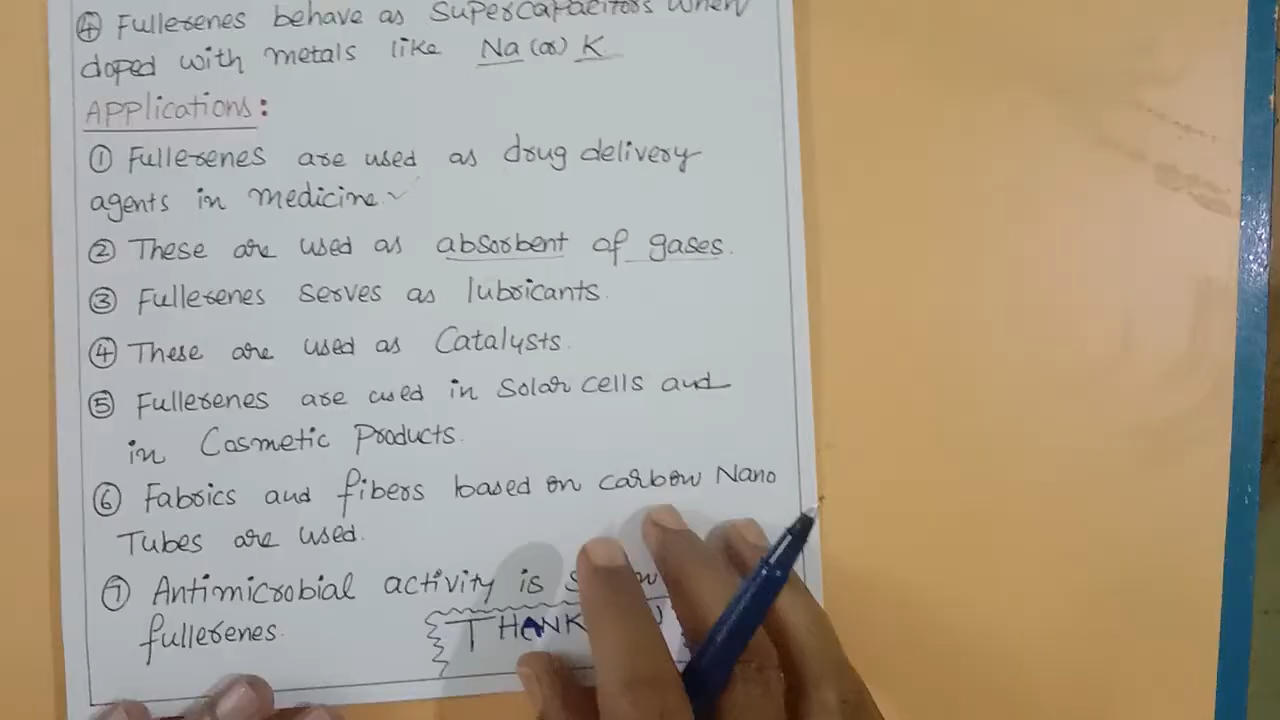 ④ Fullerenes behave as Supercapacitors when
doped with metals like Na (or) K
Applications:
① Fullerenes are used as drug delivery
agents in medicine.
② These are used as absorbent of gases.
③ Fullerenes serves as lubricants.
④ These are used as Catalysts.
⑤ Fullerenes are used in Solar cells and
in Cosmetic Products.
⑥ Fabrics and fibers based on carbon Nano
Tubes are used.
⑦ Antimicrobial activity is
fullerenes.
THANK